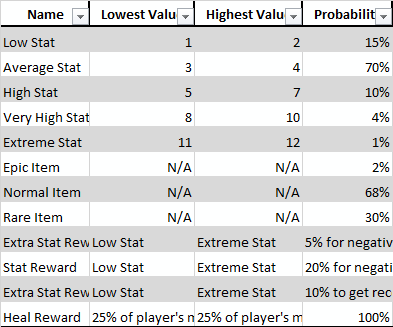 Name Lowest Valu Highest Valu Probabilit
Low Stat 1 2 15%
Average Stat 3 4 70%
High Stat 5 7 10%
Very High Stat 8 10 4%
Extreme Stat 11 12 1%
Epic Item N/A N/A 2%
Normal Item N/A N/A 68%
Rare Item N/A N/A 30%
Extra Stat Rew Low Stat Extreme Stat 5% for negativ
Stat Reward Low Stat Extreme Stat 20% for negati
Extra Stat Rew Low Stat Extreme Stat 10% to get rec
Heal Reward 25% of player's m 25% of player's m 100%